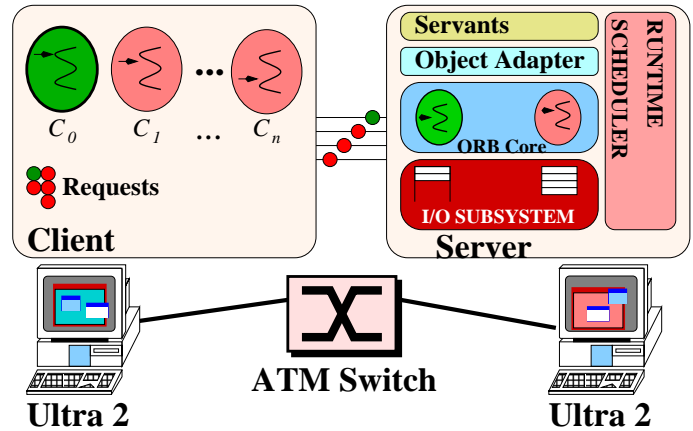 C0 C1 ... Cn
...
Requests
Client
Servants
Object Adapter
ORB Core
I/O SUBSYSTEM
RUNTIME
SCHEDULER
Server
ATM Switch
Ultra 2
Ultra 2